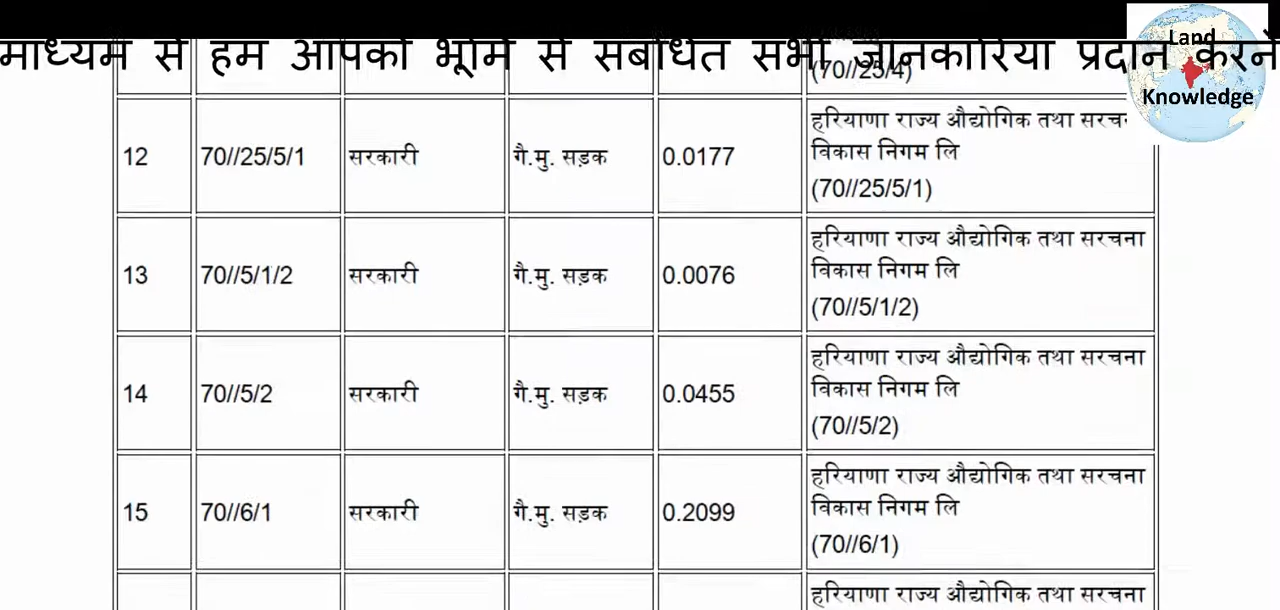 माध्यम से हम आपको भूमि से संबंधित सभी जानकारियां प्रदान करने
Land
Knowledge
(70//23/4)
12 70//25/5/1 सरकारी गै.मु. सड़क 0.0177 हरियाणा राज्य औद्योगिक तथा सरच
विकास निगम लि
(70//25/5/1)
13 70//5/1/2 सरकारी गै.मु. सड़क 0.0076 हरियाणा राज्य औद्योगिक तथा सरचना
विकास निगम लि
(70//5/1/2)
14 70//5/2 सरकारी गै.मु. सड़क 0.0455 हरियाणा राज्य औद्योगिक तथा सरचना
विकास निगम लि
(70//5/2)
15 70//6/1 सरकारी गै.मु. सड़क 0.2099 हरियाणा राज्य औद्योगिक तथा सरचना
विकास निगम लि
(70//6/1)
हरियाणा राज्य औद्योगिक तथा सरचना